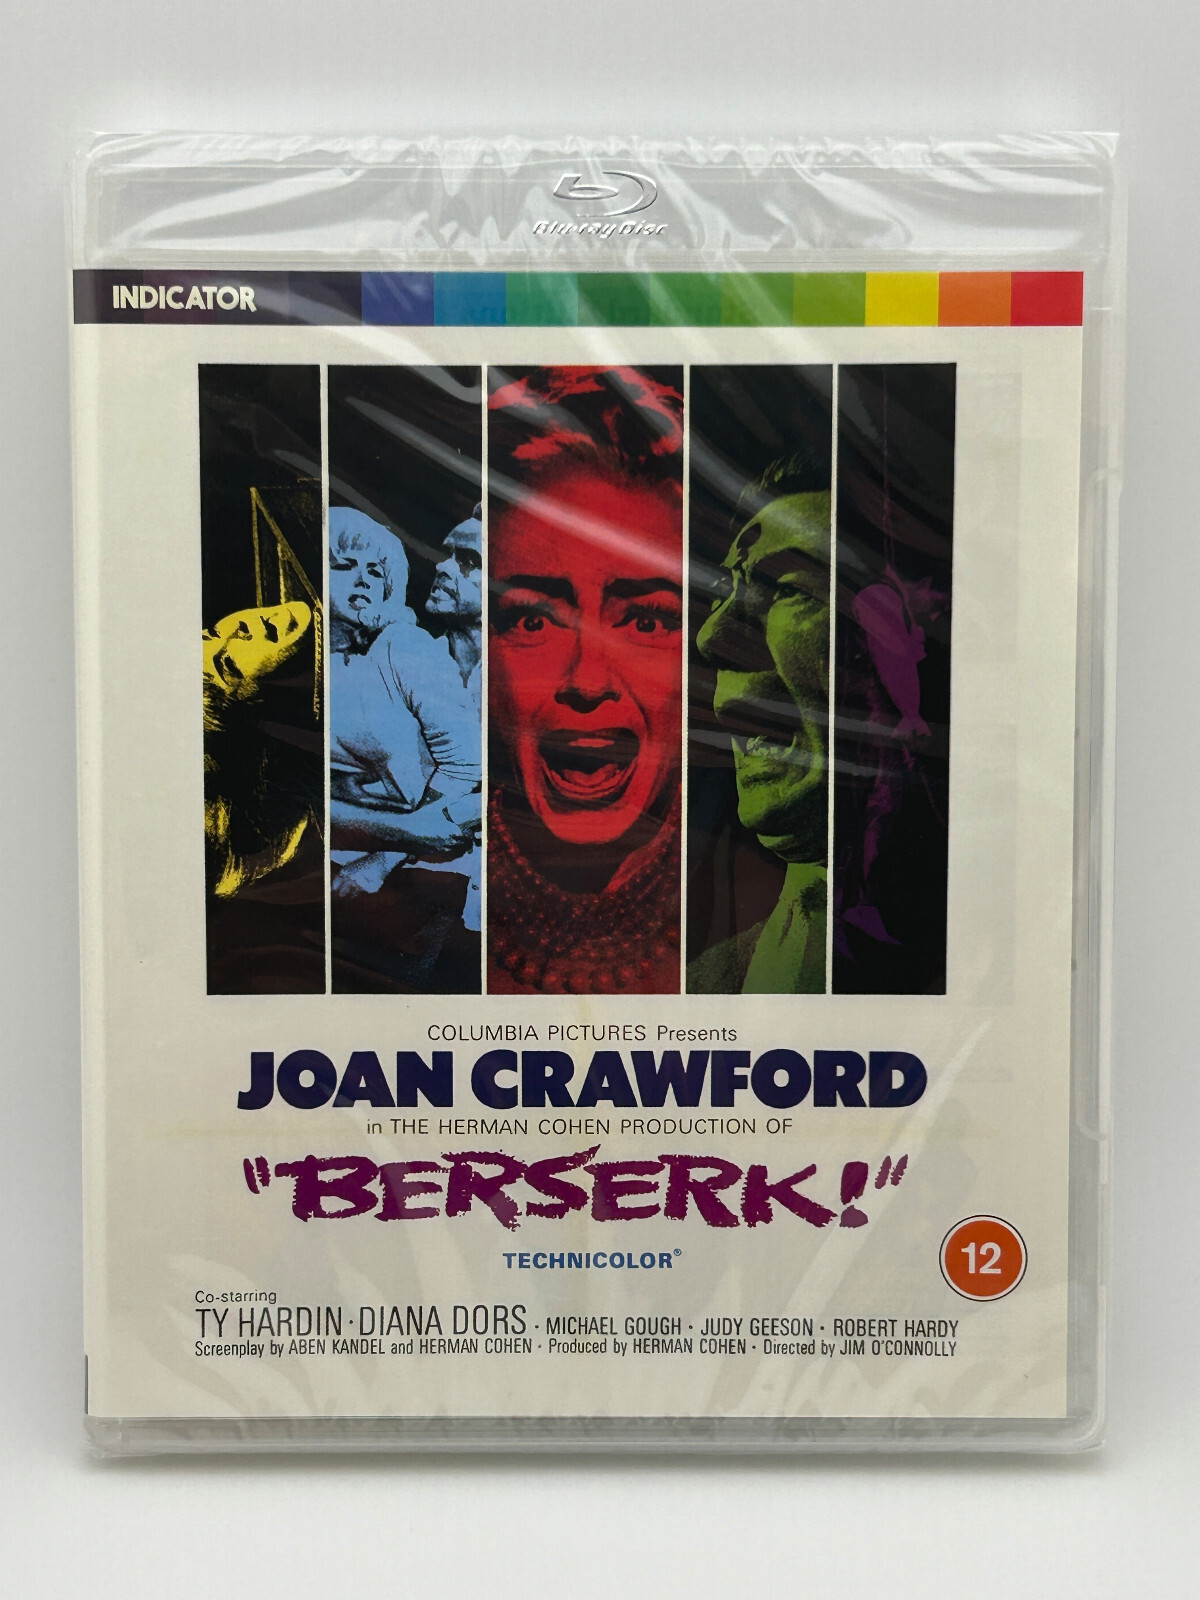 Blu-ray Disc
INDICATOR
COLUMBIA PICTURES Presents
JOAN CRAWFORD
in THE HERMAN COHEN PRODUCTION OF
"BERSERK!"
TECHNICOLOR®
12
Co-starring
TY HARDIN · DIANA DORS · MICHAEL GOUGH · JUDY GEESON · ROBERT HARDY
Screenplay by ABEN KANDEL and HERMAN COHEN · Produced by HERMAN COHEN · Directed by JIM O'CONNOLLY